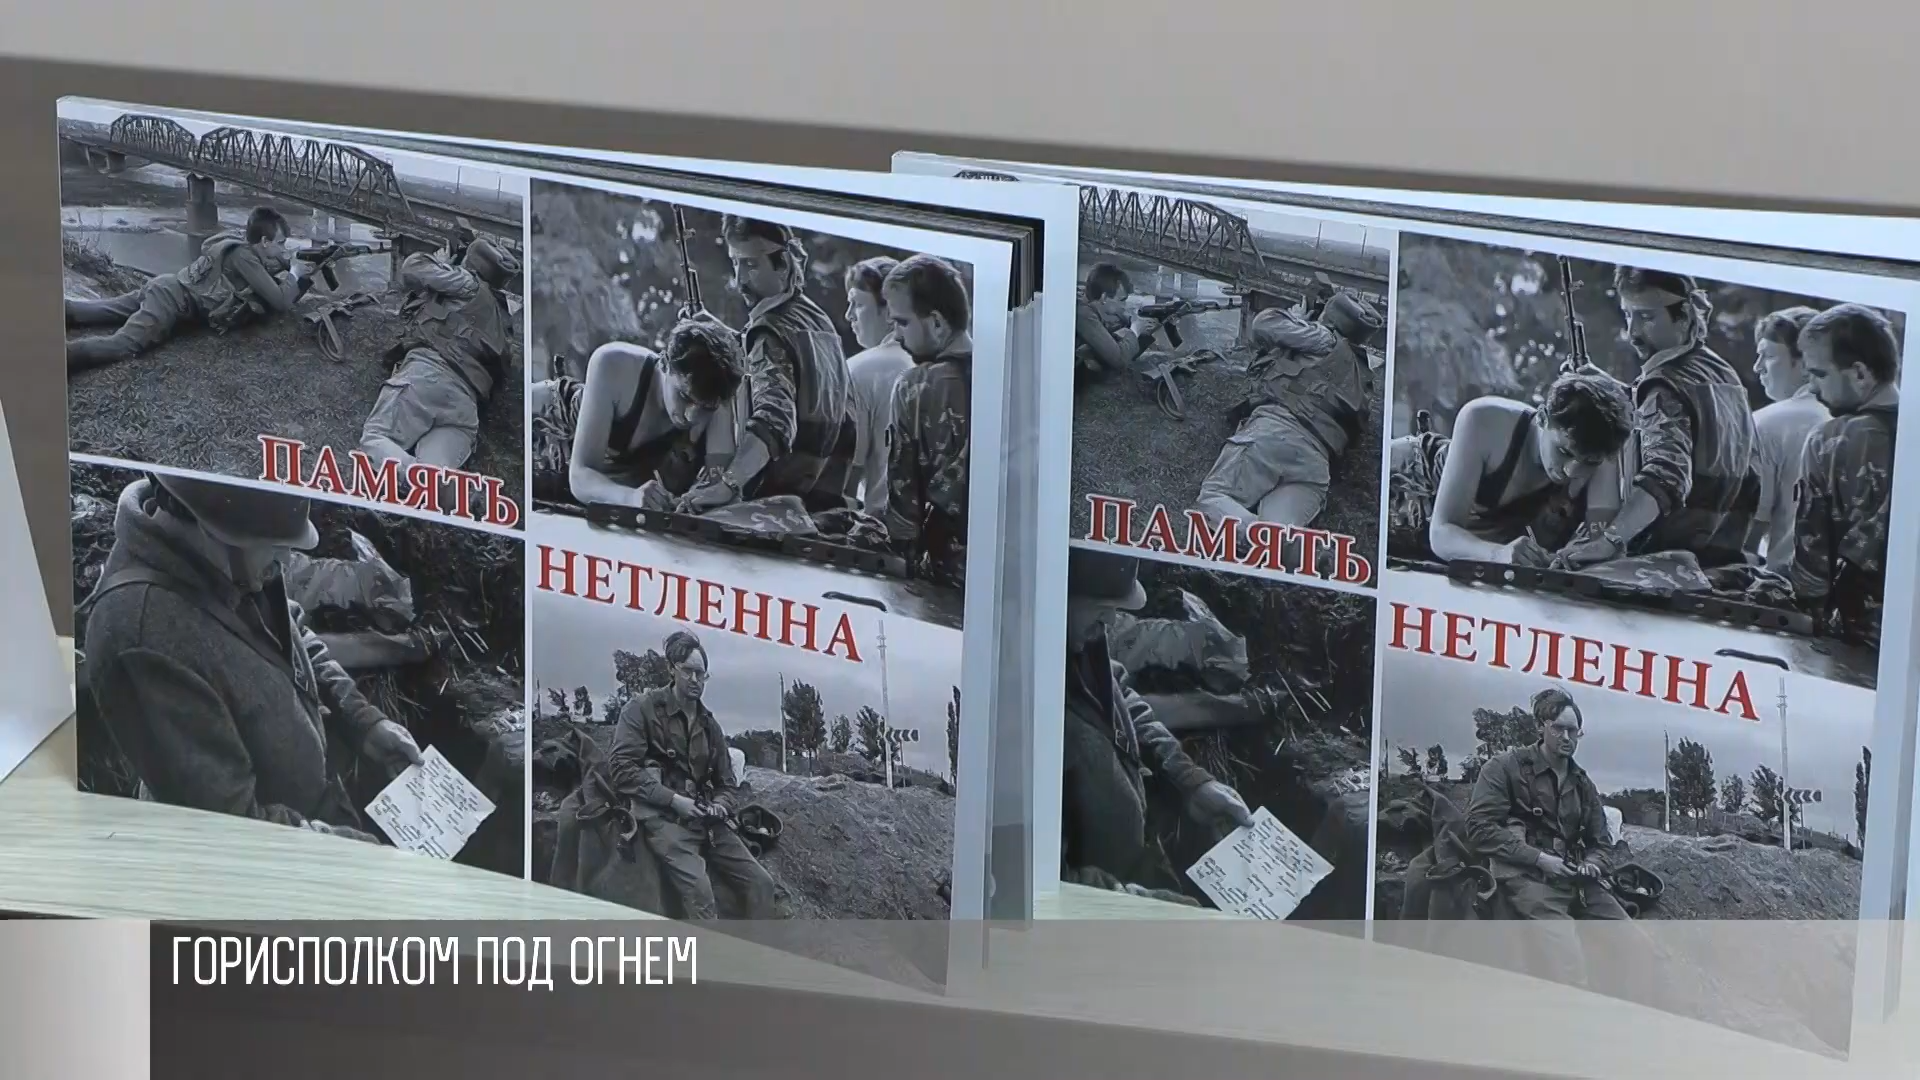 ПАМЯТЬ
НЕТЛЕННА
ПАМЯТЬ
НЕТЛЕННА
ГОРИСПОЛКОМ ПОД ОГНЕМ